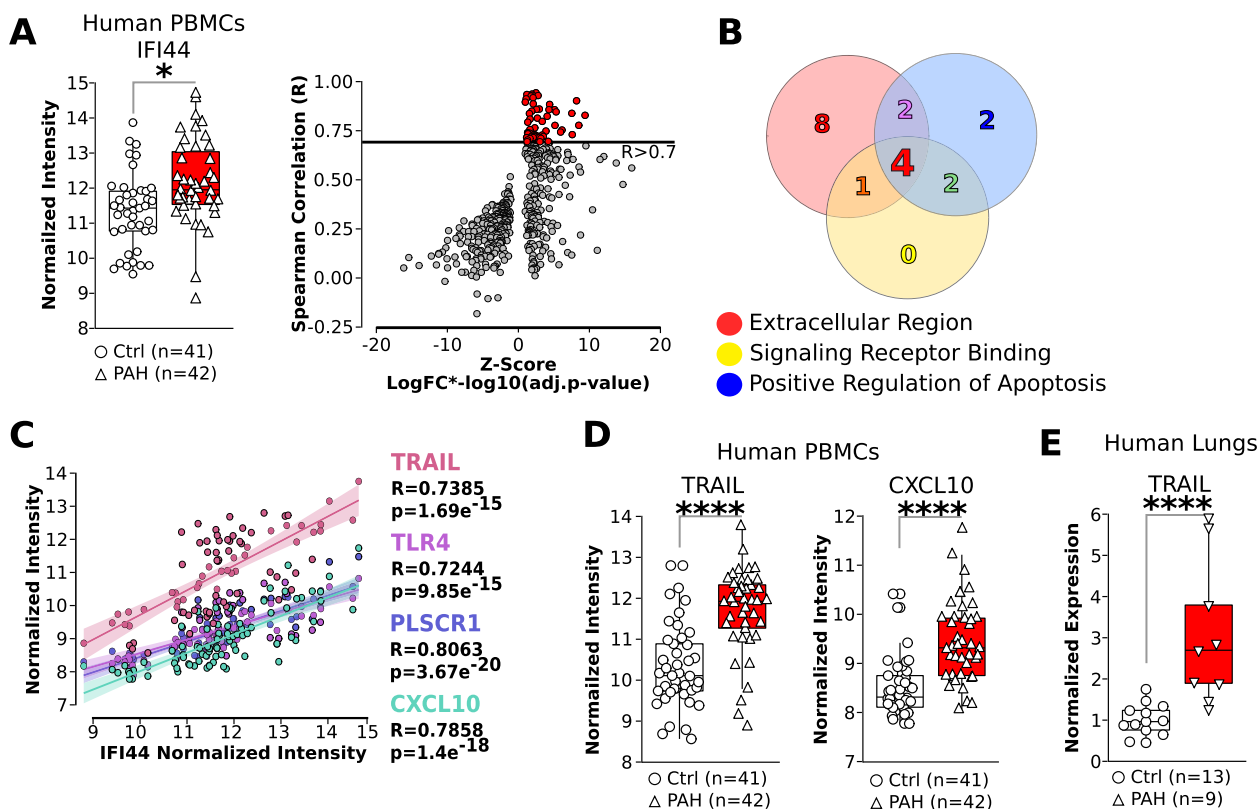 A
Human PBMCs
IFI44
*
Normailzed Intensity
15
14
13
12
11
10
9
8
Ctrl (n=41)
PAH (n=42)
Spearman Correlation (R)
1.00
0.75
0.50
0.25
0.00
-0.25
R>0.7
-20
-10
0
10
20
Z-Score
LogFC*-log10(adj.p-value)
B
8
2
2
4
1
2
0
Extracellular Region
Signaling Receptor Binding
Positive Regulation of Apoptosis
C
Normalized Intensity
14
13
12
11
10
9
8
7
9
10
11
12
13
14
15
IFI44 Normalized Intensity
TRAIL
R=0.7385
p=1.69e-15
TLR4
R=0.7244
p=9.85e-15
PLSCR1
R=0.8063
p=3.67e-20
CXCL10
R=0.7858
p=1.4e-18
D
Human PBMCs
TRAIL
****
Normailzed Intensity
14
13
12
11
10
9
8
Ctrl (n=41)
PAH (n=42)
CXCL10
****
Normalized Intensity
12
11
10
9
8
7
Ctrl (n=41)
PAH (n=42)
E
Human Lungs
TRAIL
****
Normalized Expression
6
5
4
3
2
1
0
Ctrl (n=13)
PAH (n=9)